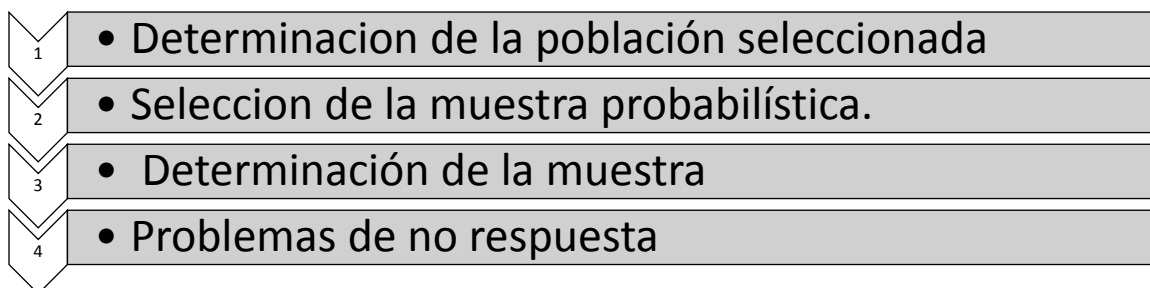 1 • Determinacion de la población seleccionada
2 • Seleccion de la muestra probabilística.
3 • Determinación de la muestra
4 • Problemas de no respuesta